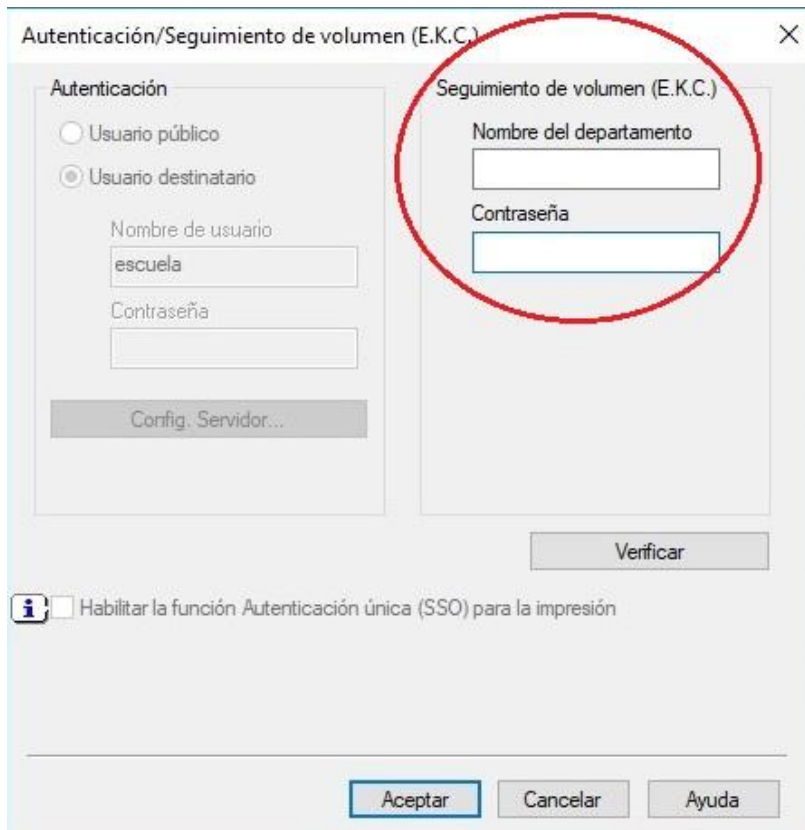 Autenticación/Seguimiento de volumen (E.K.C.)
Autenticación
Usuario público
Usuario destinatario
Nombre de usuario
escuela
Contraseña
Config. Servidor...
Seguimiento de volumen (E.K.C.)
Nombre del departamento
Contraseña
Verificar
Habilitar la función Autenticación única (SSO) para la impresión
Aceptar
Cancelar
Ayuda